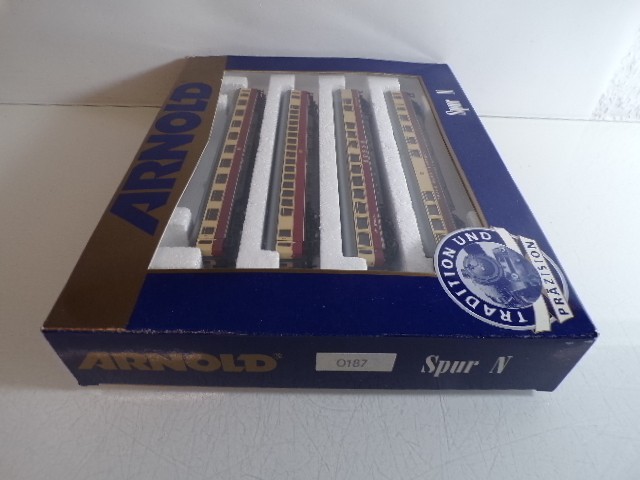 ARNOLD
Spur N
TRADITION UND
PRÄZISION
ARNOLD®
0187
Spur N